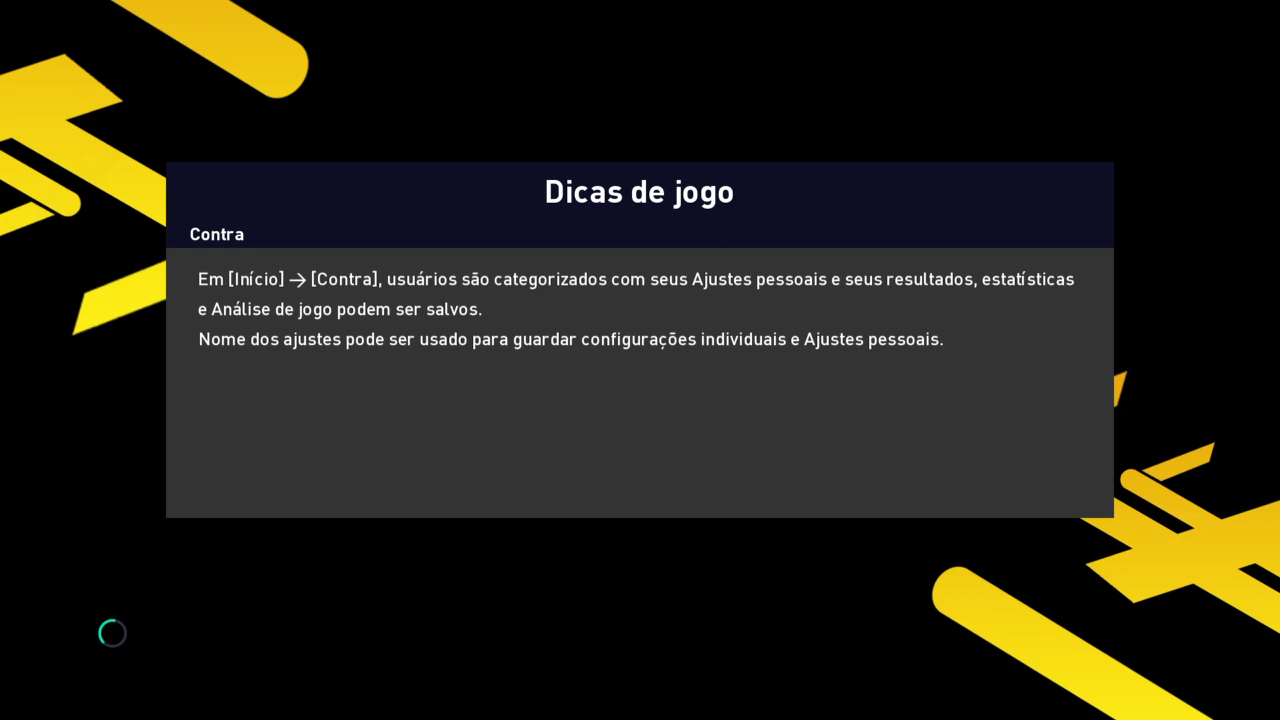 Dicas de jogo
Contra
Em [Início] → [Contra], usuários são categorizados com seus Ajustes pessoais e seus resultados, estatísticas
e Análise de jogo podem ser salvos.
Nome dos ajustes pode ser usado para guardar configurações individuais e Ajustes pessoais.